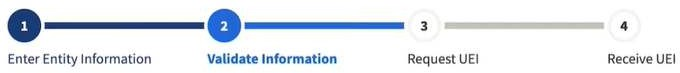 1 2 3 4
Enter Entity Information Validate Information Request UEI Receive UEI